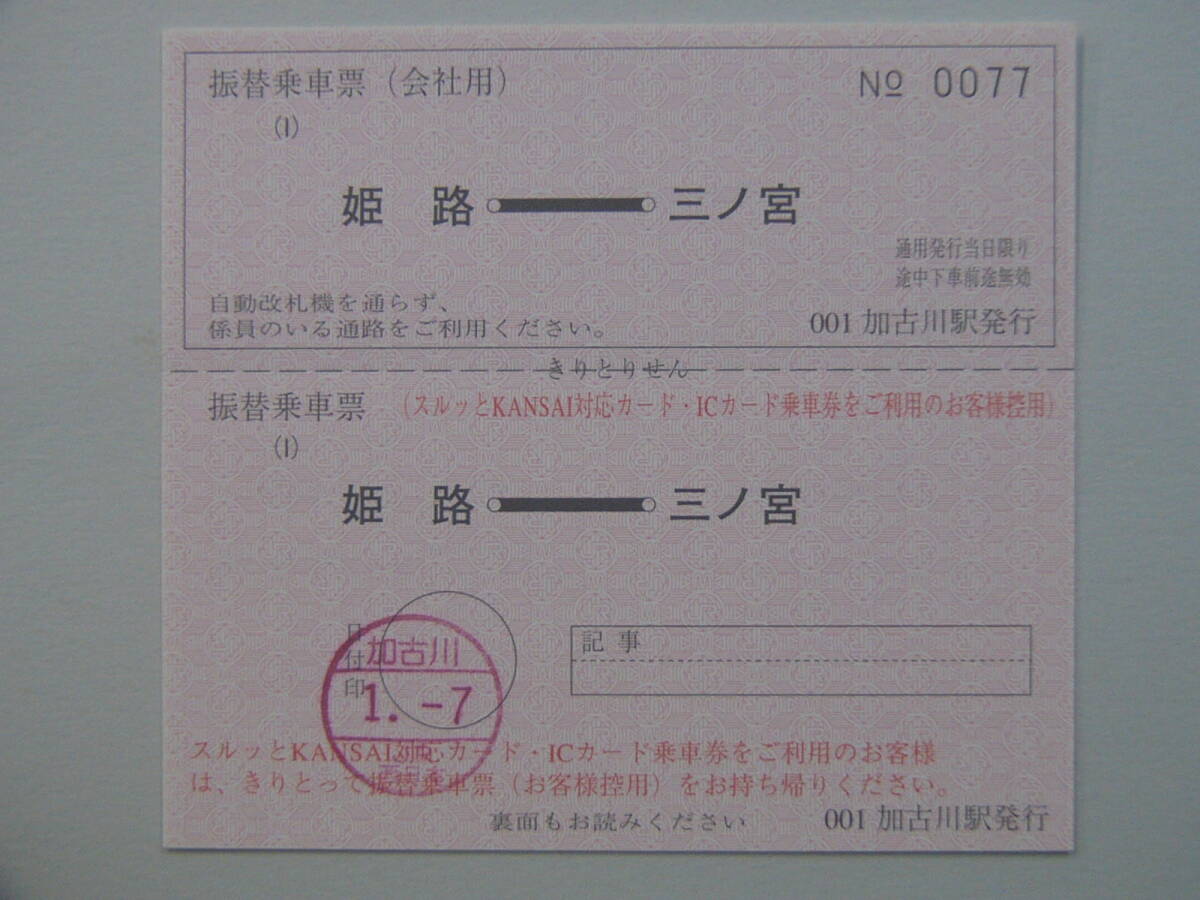 振替乗車票（会社用）
№ 0077
(1)
姫路 三ノ宮
通用発行当日限り
途中下車前途無効
自動改札機を通らず、
係員のいる通路をご利用ください。
001 加古川駅発行
きりとりせん
振替乗車票 （スルッとKANSAI対応カード・ICカード乗車券をご利用のお客様控用）
(1)
姫路 三ノ宮
日付印
加古川
1. -7
記事
スルッとKANSAI対応カード・ICカード乗車券をご利用のお客様
は、きりとって振替乗車票（お客様控用）をお持ち帰りください。
裏面もお読みください
001 加古川駅発行